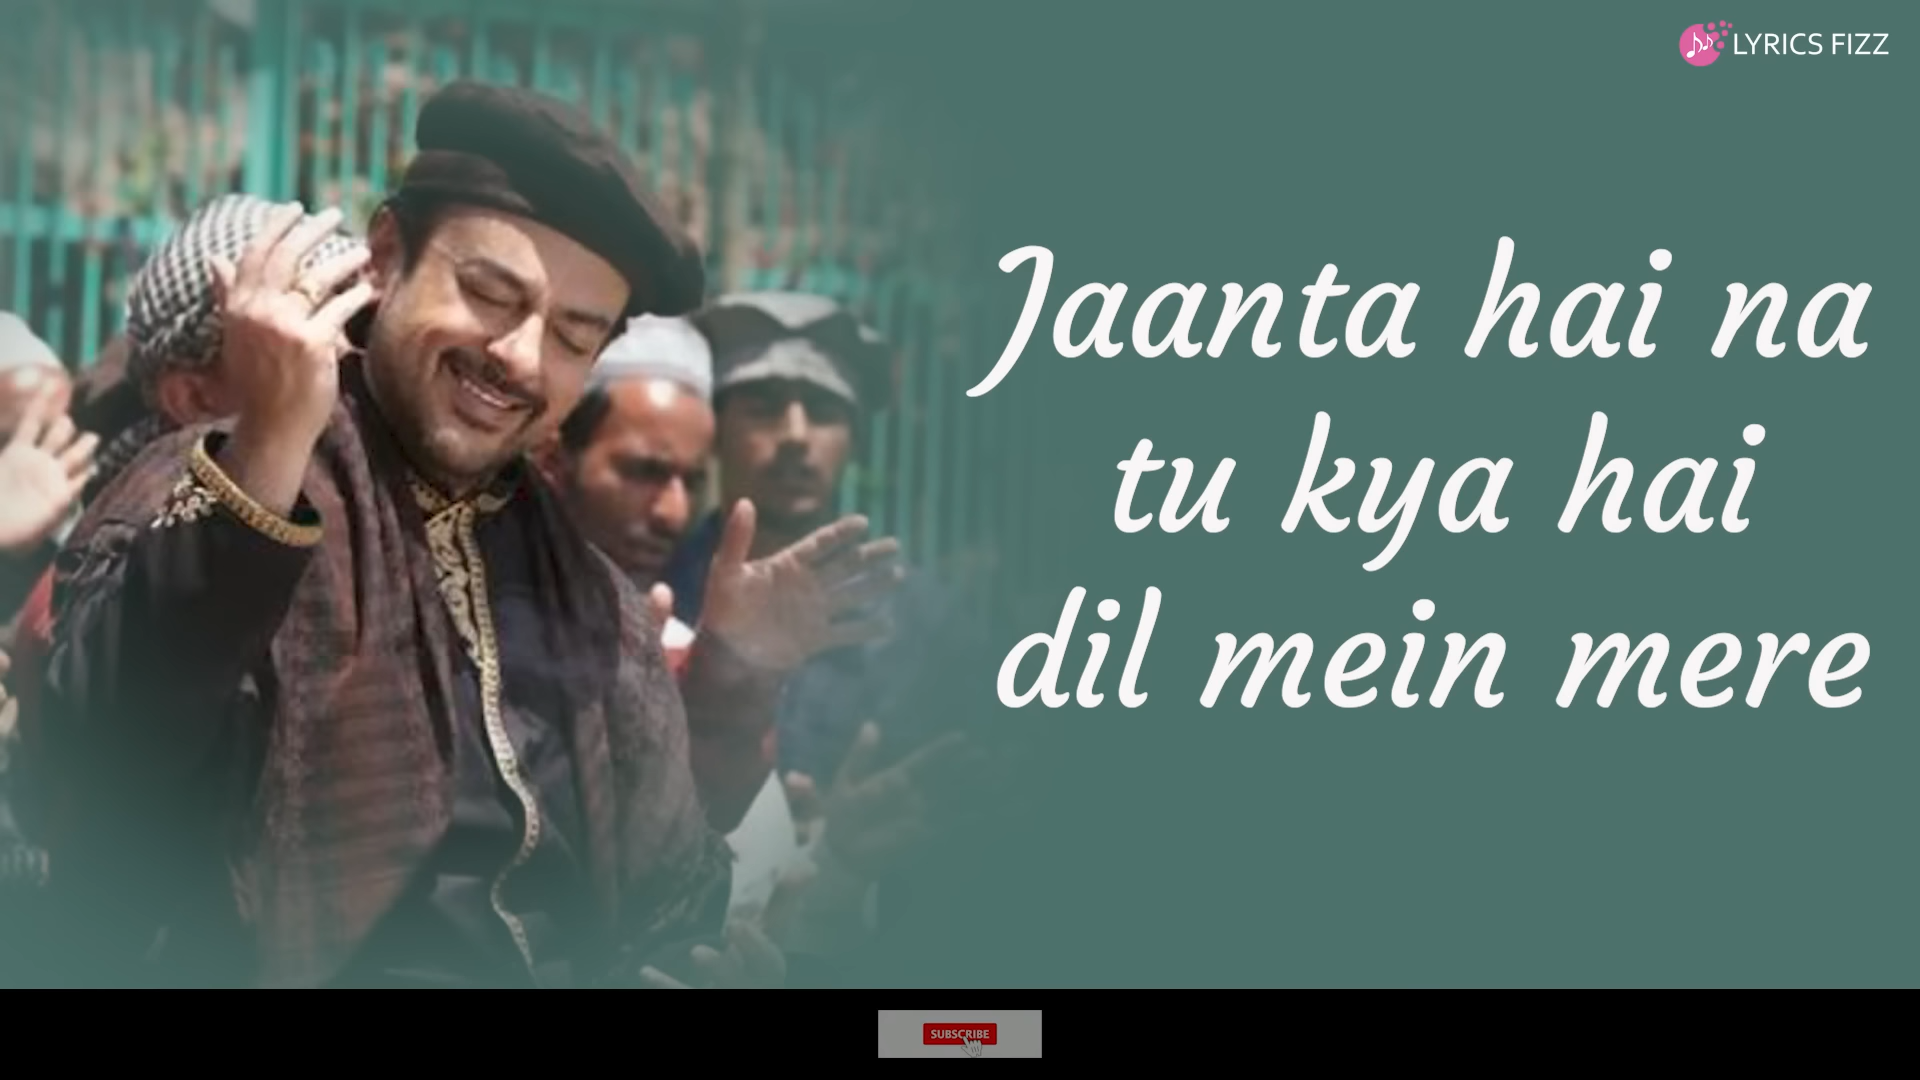 LYRICS FIZZ
Jaanta hai na
tu kya hai
dil mein mere
SUBSCRIBE